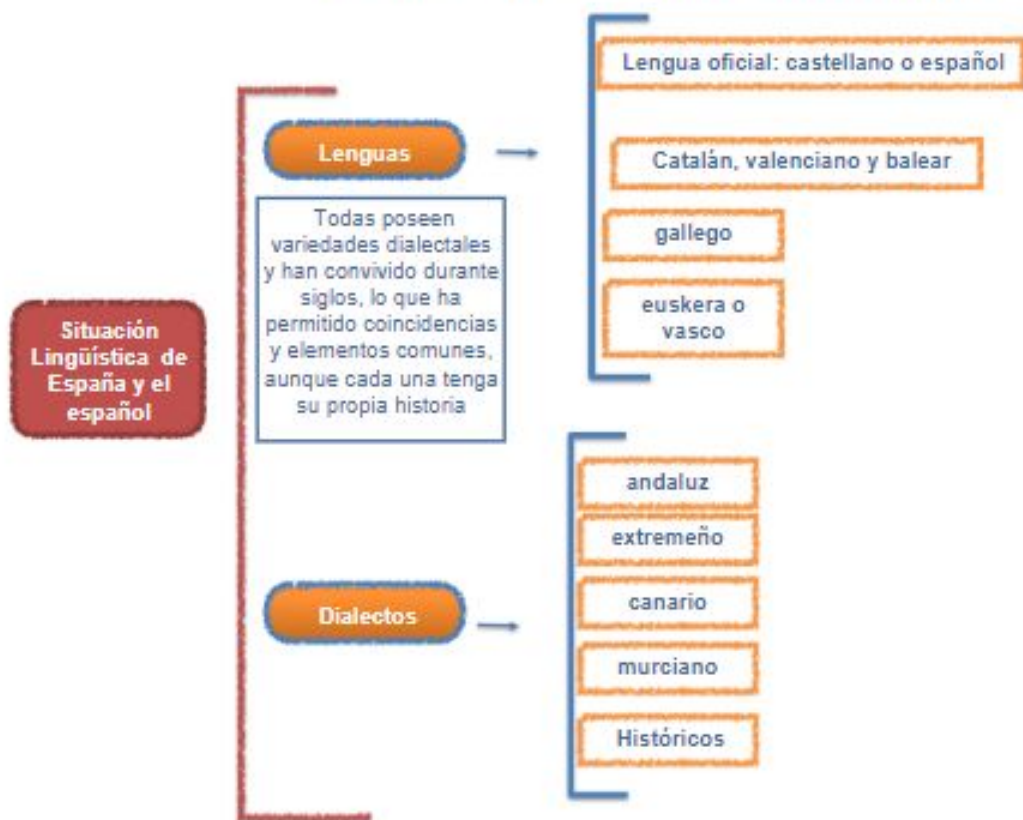 Situación
Lingüística de
España y el
español
Lenguas
Todas poseen
variedades dialectales
y han convivido durante
siglos, lo que ha
permitido coincidencias
y elementos comunes,
aunque cada una tenga
su propia historia
Lengua oficial: castellano o español
Catalán, valenciano y balear
gallego
euskera o
vasco
Dialectos
andaluz
extremeño
canario
murciano
Históricos